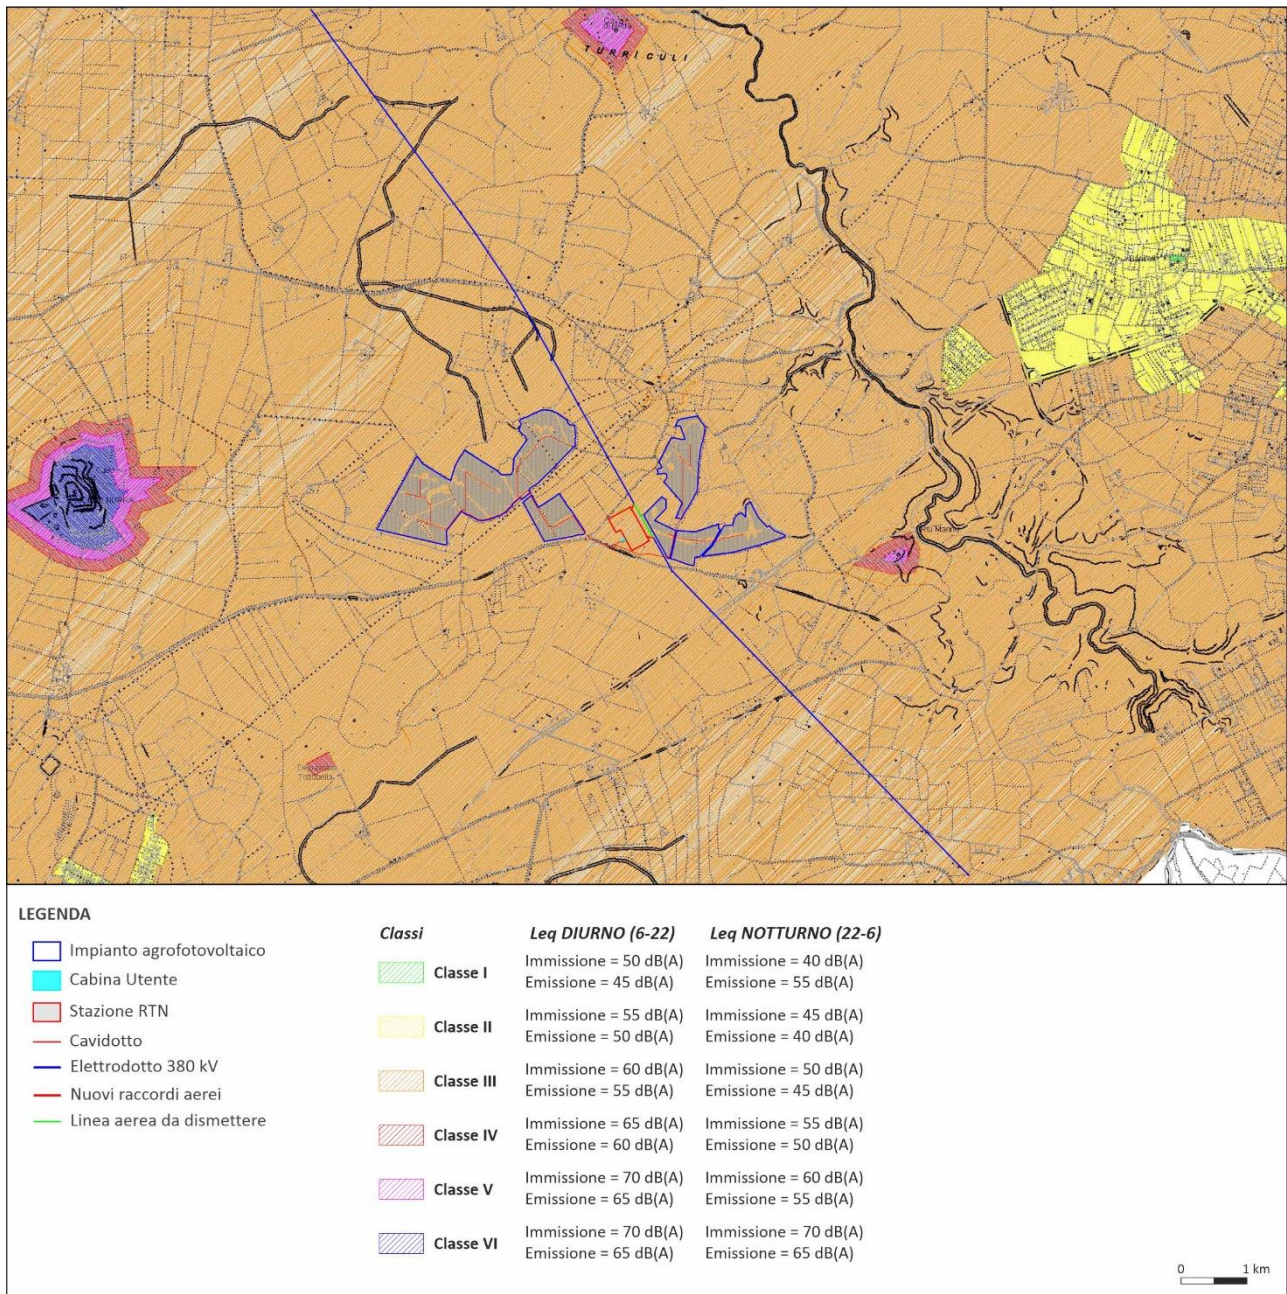 TURRICULI
LEGENDA
Impianto agrofotovoltaico
Cabina Utente
Stazione RTN
Cavidotto
Elettrodotto 380 kV
Nuovi raccordi aerei
Linea aerea da dismettere
Classi Leq DIURNO (6-22) Leq NOTTURNO (22-6)
Classe I
Immissione = 50 dB(A) Immissione = 40 dB(A)
Emissione = 45 dB(A) Emissione = 55 dB(A)
Classe II
Immissione = 55 dB(A) Immissione = 45 dB(A)
Emissione = 50 dB(A) Emissione = 40 dB(A)
Classe III
Immissione = 60 dB(A) Immissione = 50 dB(A)
Emissione = 55 dB(A) Emissione = 45 dB(A)
Classe IV
Immissione = 65 dB(A) Immissione = 55 dB(A)
Emissione = 60 dB(A) Emissione = 50 dB(A)
Classe V
Immissione = 70 dB(A) Immissione = 60 dB(A)
Emissione = 65 dB(A) Emissione = 55 dB(A)
Classe VI
Immissione = 70 dB(A) Immissione = 70 dB(A)
Emissione = 65 dB(A) Emissione = 65 dB(A)
0 1 km